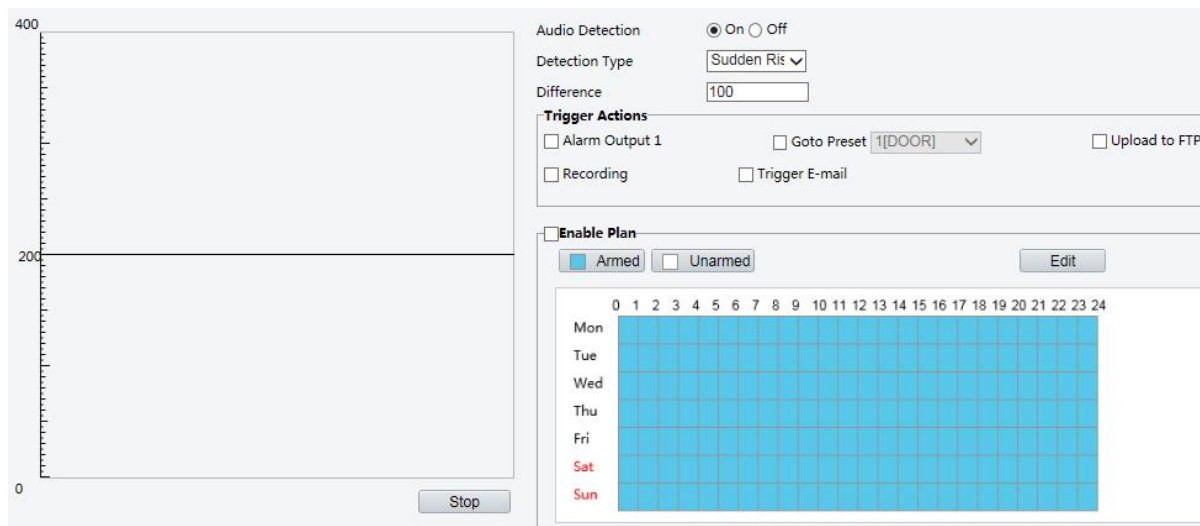 400
200
0
Stop
Audio Detection On Off
Detection Type Sudden Ris
Difference 100
Trigger Actions
Alarm Output 1 Goto Preset 1[DOOR] Upload to FTP
Recording Trigger E-mail
Enable Plan
Armed Unarmed Edit
0 1 2 3 4 5 6 7 8 9 10 11 12 13 14 15 16 17 18 19 20 21 22 23 24
Mon
Tue
Wed
Thu
Fri
Sat
Sun